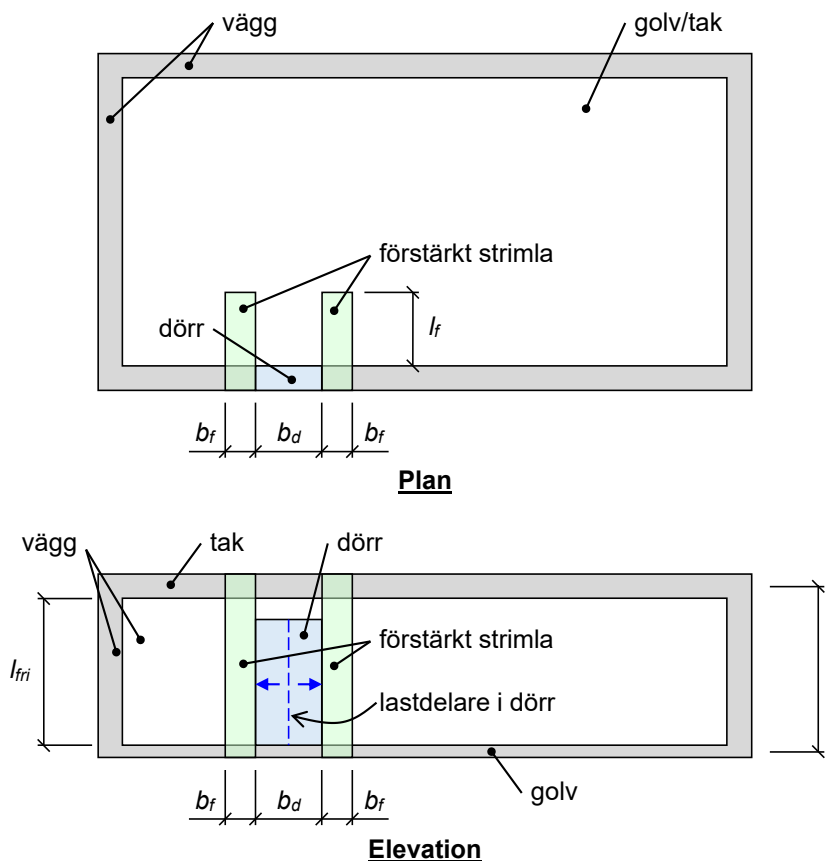 vägg
golv/tak
förstärkt strimla
dörr
lf
bf bd bf
Plan
vägg
tak
dörr
lfri
förstärkt strimla
lastdelare i dörr
bf bd bf
golv
Elevation